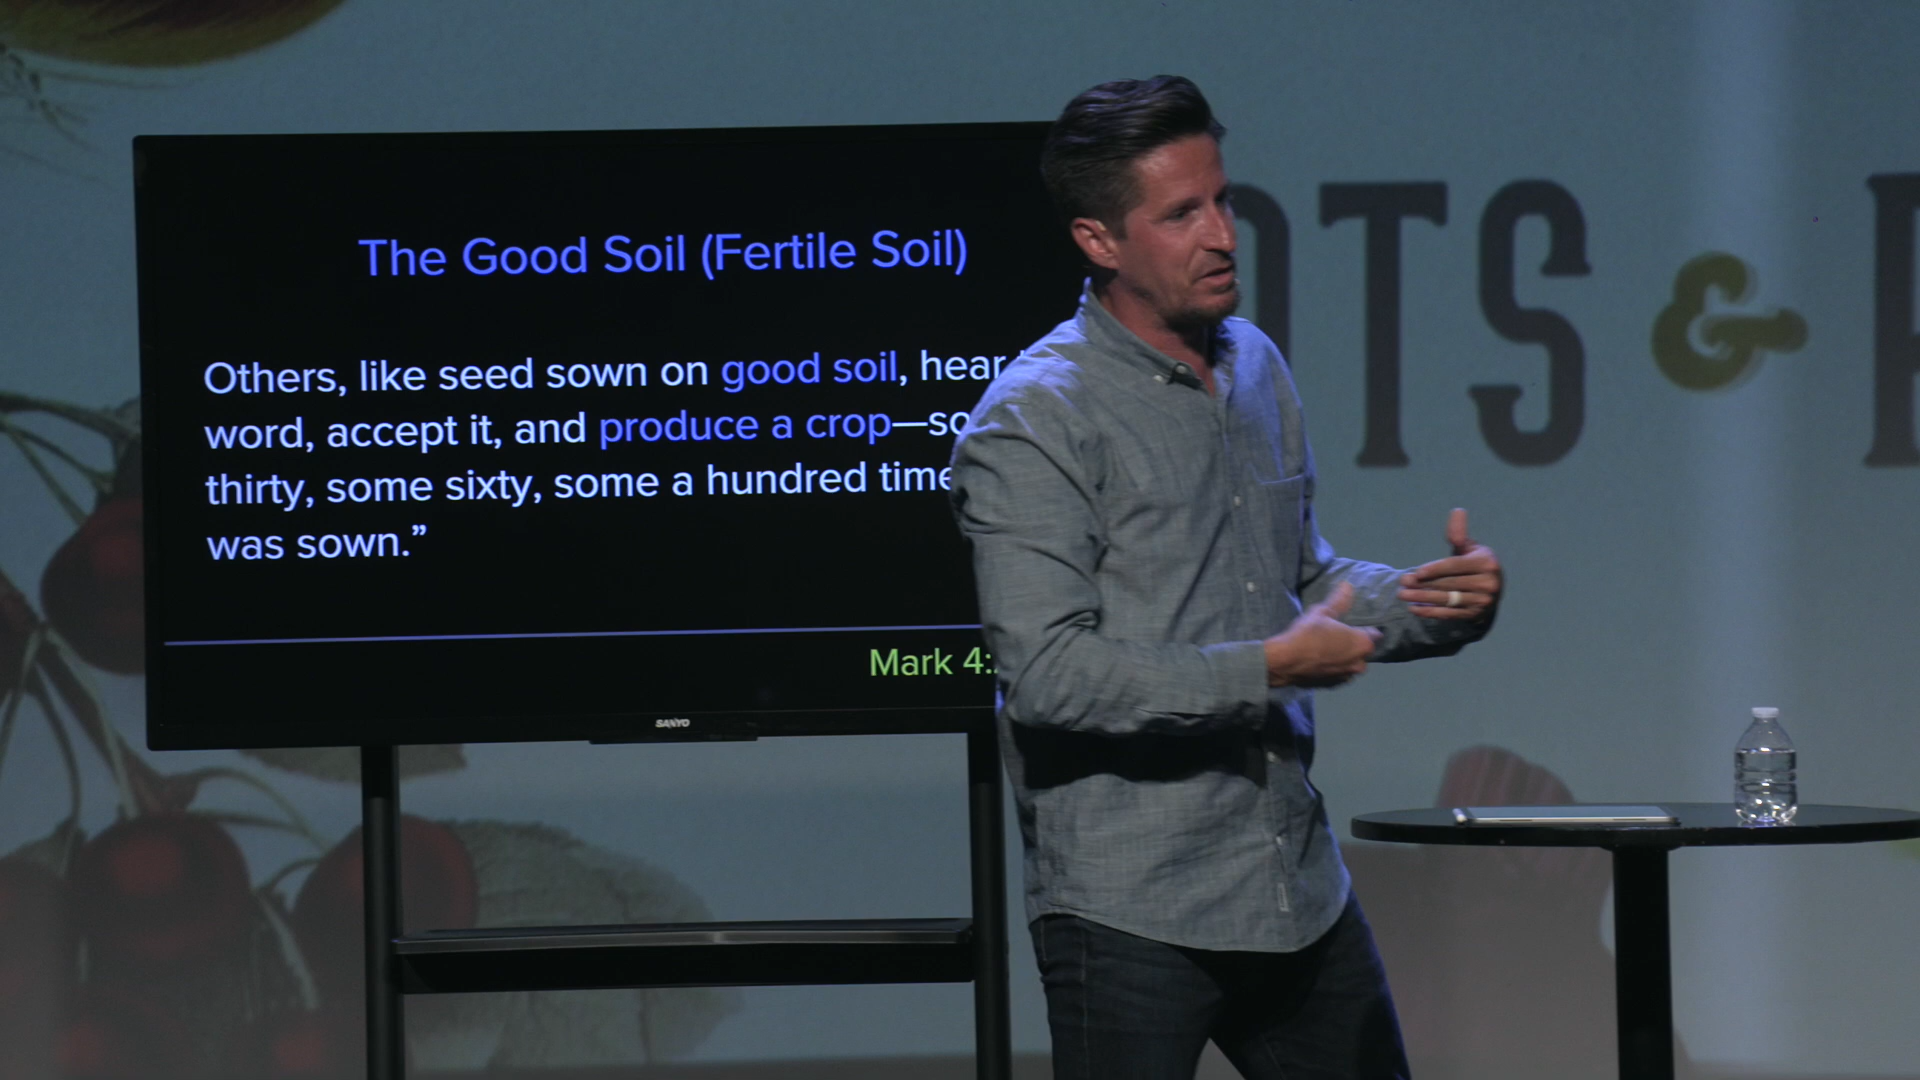 The Good Soil (Fertile Soil)
Others, like seed sown on good soil, hear
word, accept it, and produce a crop—so
thirty, some sixty, some a hundred time
was sown.”
Mark 4:
SANYO
OTS &